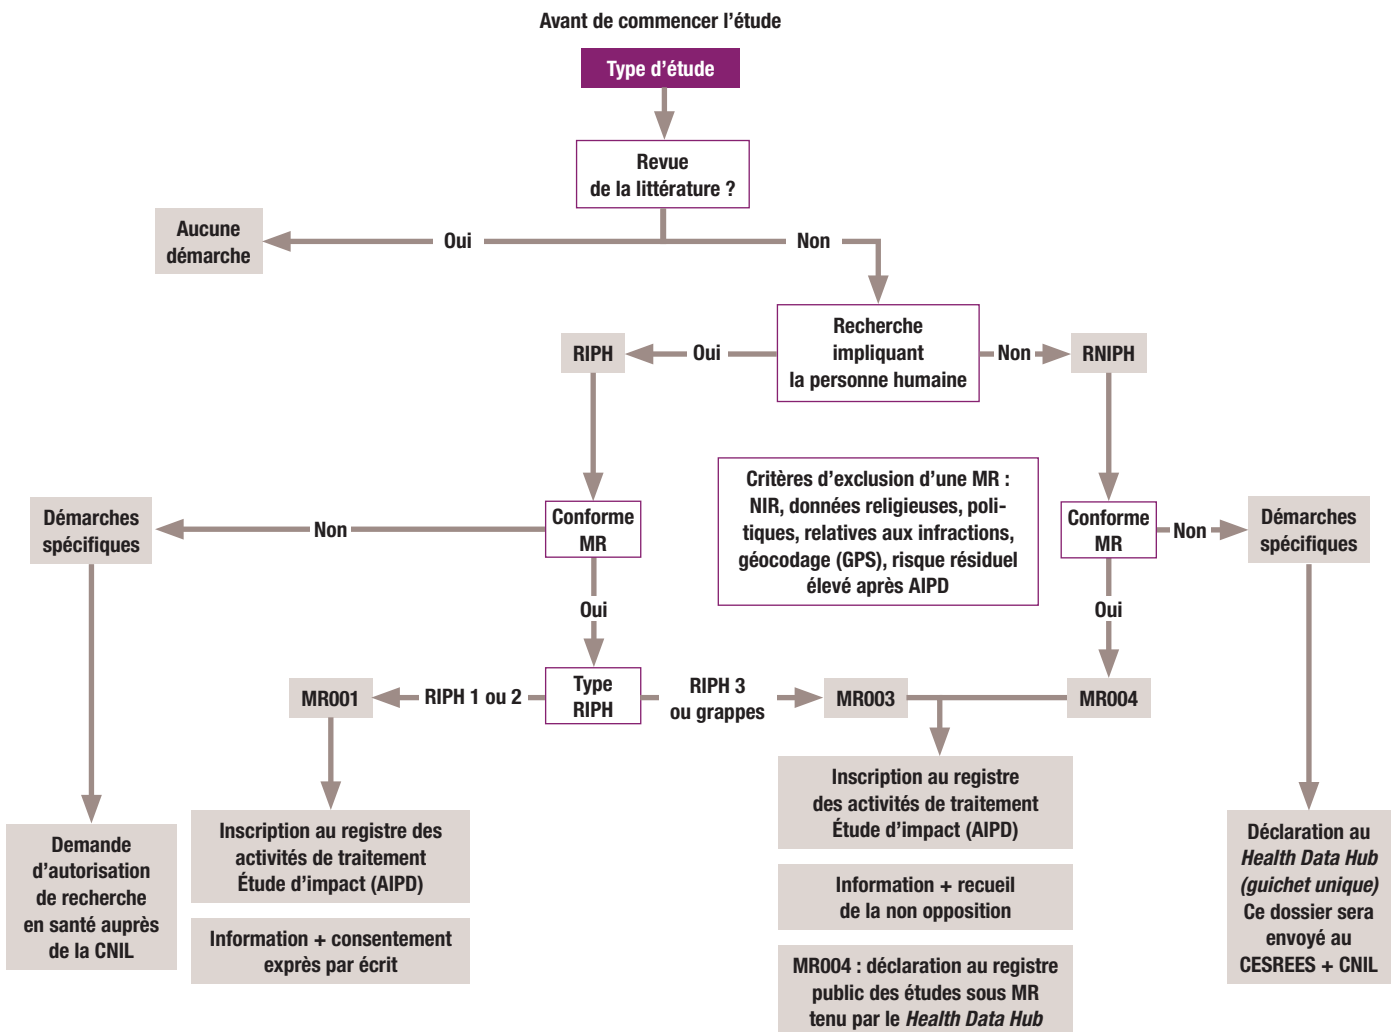 Avant de commencer l’étude
Type d’étude
Revue
de la littérature ?
Aucune
démarche
Oui
Non
Recherche
impliquant
la personne humaine
RIPH
Oui
Non
RNIPH
Critères d’exclusion d’une MR :
NIR, données religieuses, poli-
tiques, relatives aux infractions,
géocodage (GPS), risque résiduel
élevé après AIPD
Démarches
spécifiques
Non
Conforme
MR
Conforme
MR
Non
Démarches
spécifiques
Oui
Oui
MR001
RIPH 1 ou 2
Type
RIPH
RIPH 3
ou grappes
MR003
MR004
Demande
d’autorisation
de recherche
en santé auprès
de la CNIL
Inscription au registre des
activités de traitement
Étude d’impact (AIPD)
Information + consentement
exprès par écrit
Inscription au registre
des activités de traitement
Étude d’impact (AIPD)
Information + recueil
de la non opposition
MR004 : déclaration au registre
public des études sous MR
tenu par le Health Data Hub
Déclaration au
Health Data Hub
(guichet unique)
Ce dossier sera
envoyé au
CESREES + CNIL